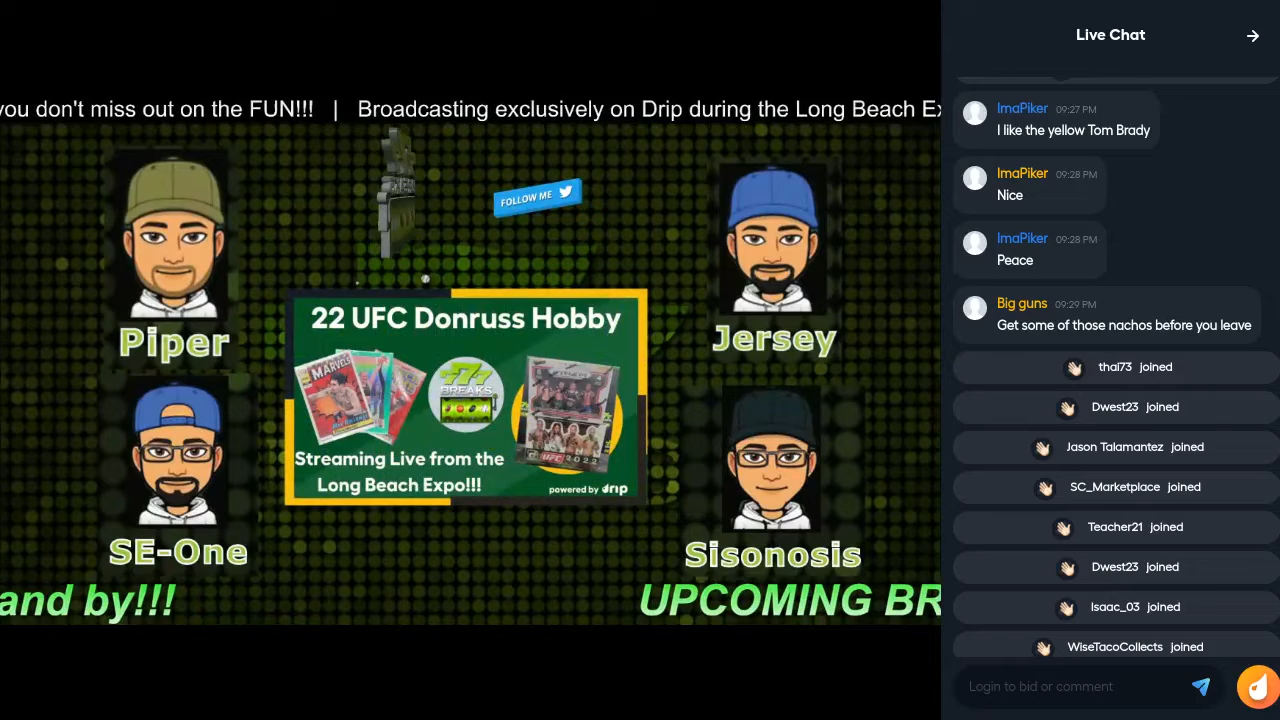 you don't miss out on the FUN!!! | Broadcasting exclusively on Drip during the Long Beach Ex
FOLLOW ME
Piper
Jersey
22 UFC Donruss Hobby
MARVELS
777
BREAKS
UFC 2022
Streaming Live from the
Long Beach Expo!!!
powered by drip
SE-One
Sisonosis
and by!!!
UPCOMING BR
Live Chat
ImaPiker 09:27 PM
I like the yellow Tom Brady
ImaPiker 09:28 PM
Nice
ImaPiker 09:28 PM
Peace
Big guns 09:29 PM
Get some of those nachos before you leqe
thai73 joined
Dwest23 joined
Jason Talamantez joined
SC_Marketplace joined
Teacher21 joined
Dwest23 joined
Isaac_03 joined
WiseTacoCollects joined
Login to bid or comment